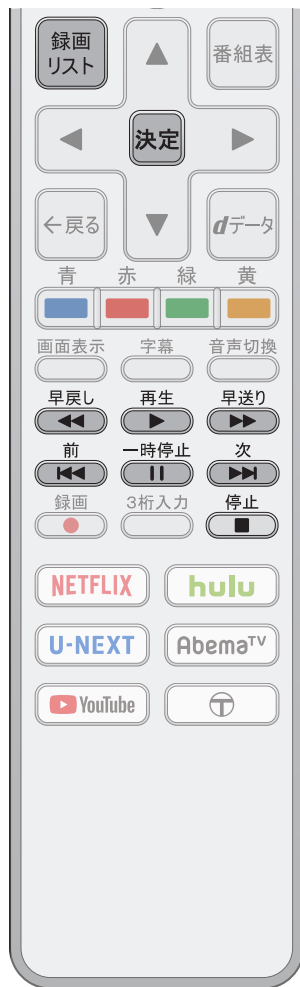 録画
リスト
番組表
決定
←戻る
dデータ
青 赤 緑 黄
画面表示 字幕 音声切換
早戻し 再生 早送り
前 一時停止 次
録画 3桁入力 停止
NETFLIX hulu
U-NEXT AbemaTV
YouTube T